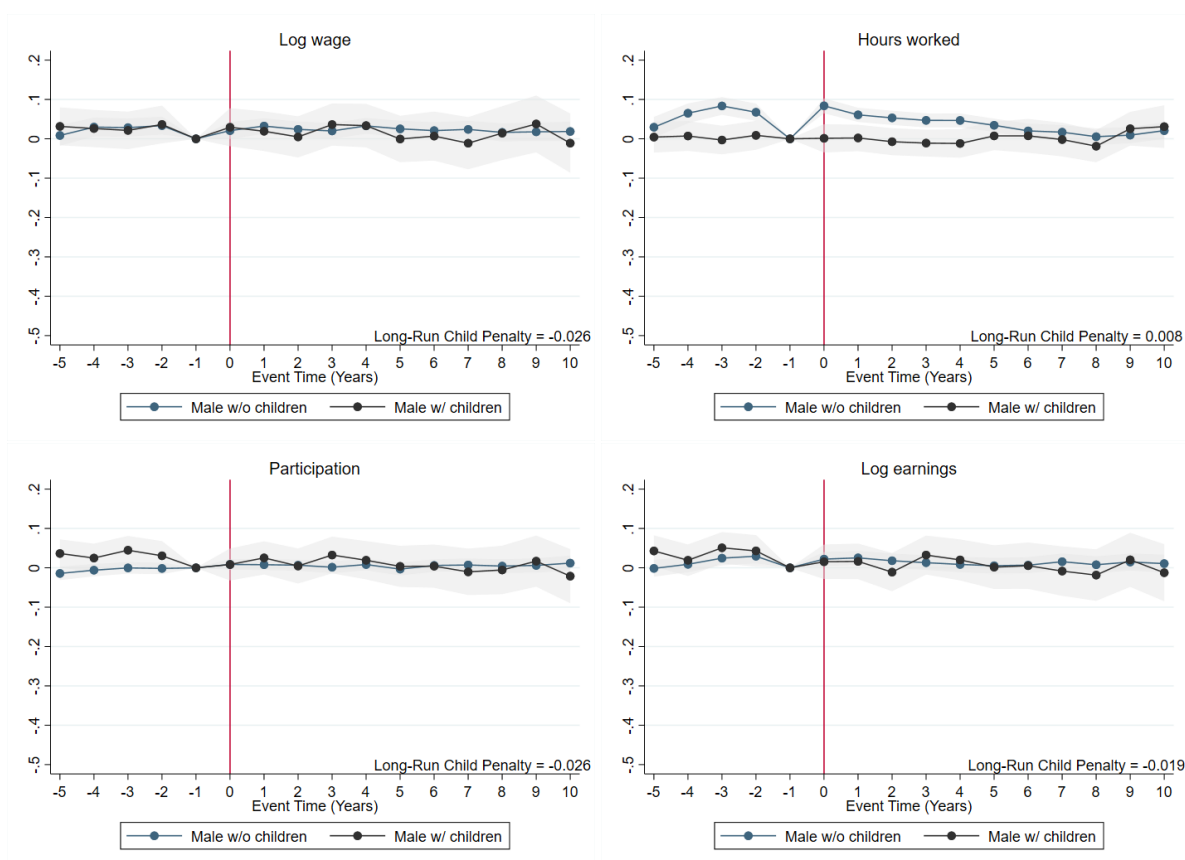 Log wage
.2
.1
0
-.1
-.2
-.3
-.4
-.5
Long-Run Child Penalty = -0.026
-5 -4 -3 -2 -1 0 1 2 3 4 5 6 7 8 9 10
Event Time (Years)
Male w/o children Male w/ children
Hours worked
.2
.1
0
-.1
-.2
-.3
-.4
-.5
Long-Run Child Penalty = 0.008
-5 -4 -3 -2 -1 0 1 2 3 4 5 6 7 8 9 10
Event Time (Years)
Male w/o children Male w/ children
Participation
.2
.1
0
-.1
-.2
-.3
-.4
-.5
Long-Run Child Penalty = -0.026
-5 -4 -3 -2 -1 0 1 2 3 4 5 6 7 8 9 10
Event Time (Years)
Male w/o children Male w/ children
Log earnings
.2
.1
0
-.1
-.2
-.3
-.4
-.5
Long-Run Child Penalty = -0.019
-5 -4 -3 -2 -1 0 1 2 3 4 5 6 7 8 9 10
Event Time (Years)
Male w/o children Male w/ children